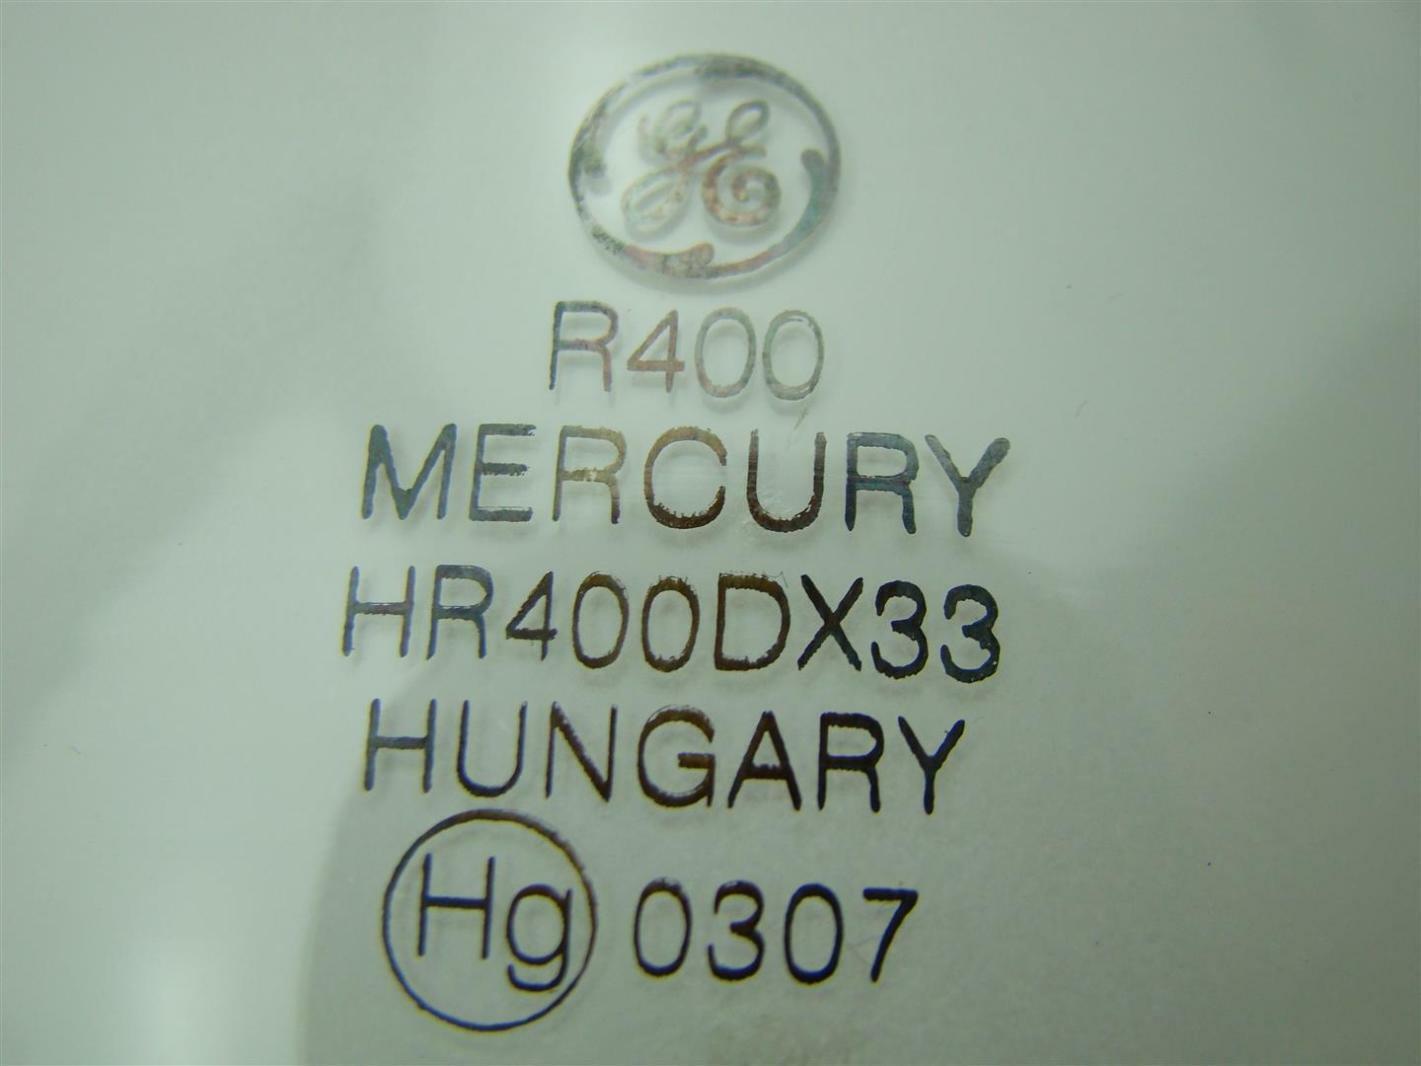 GE
R400
MERCURY
HR400DX33
HUNGARY
Hg 0307